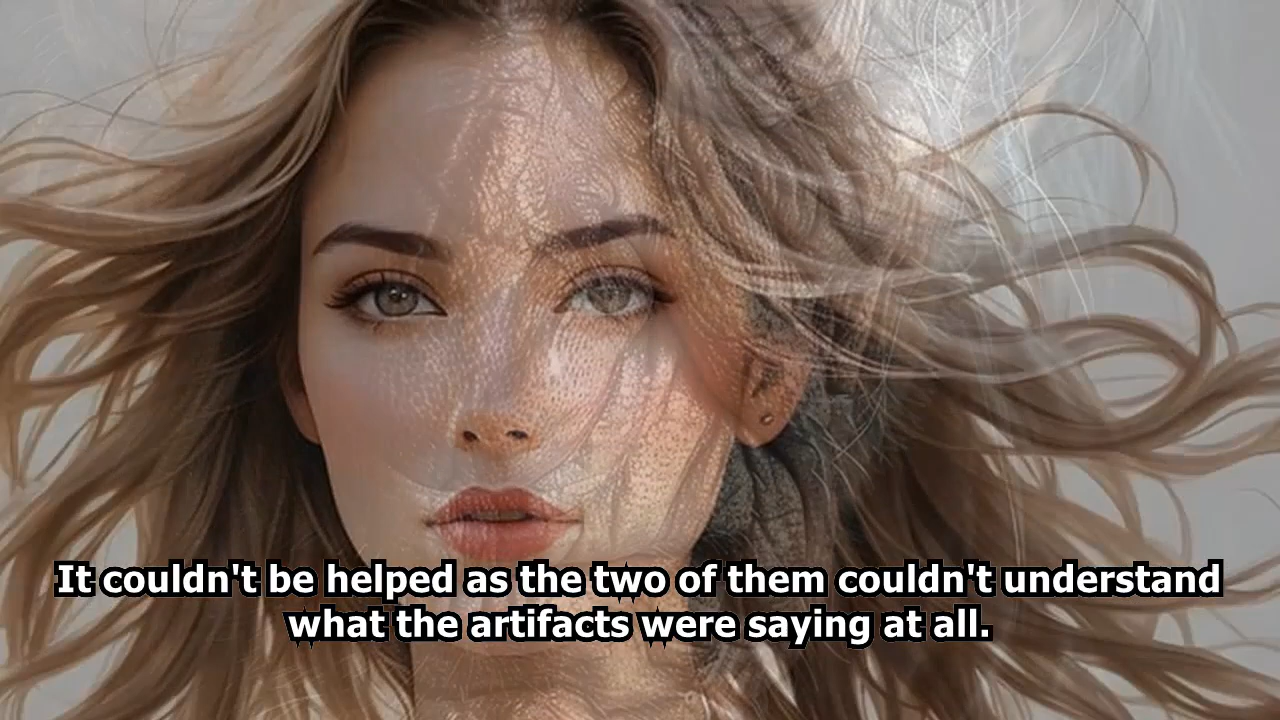 It couldn't be helped as the two of them couldn't understand
what the artifacts were saying at all.